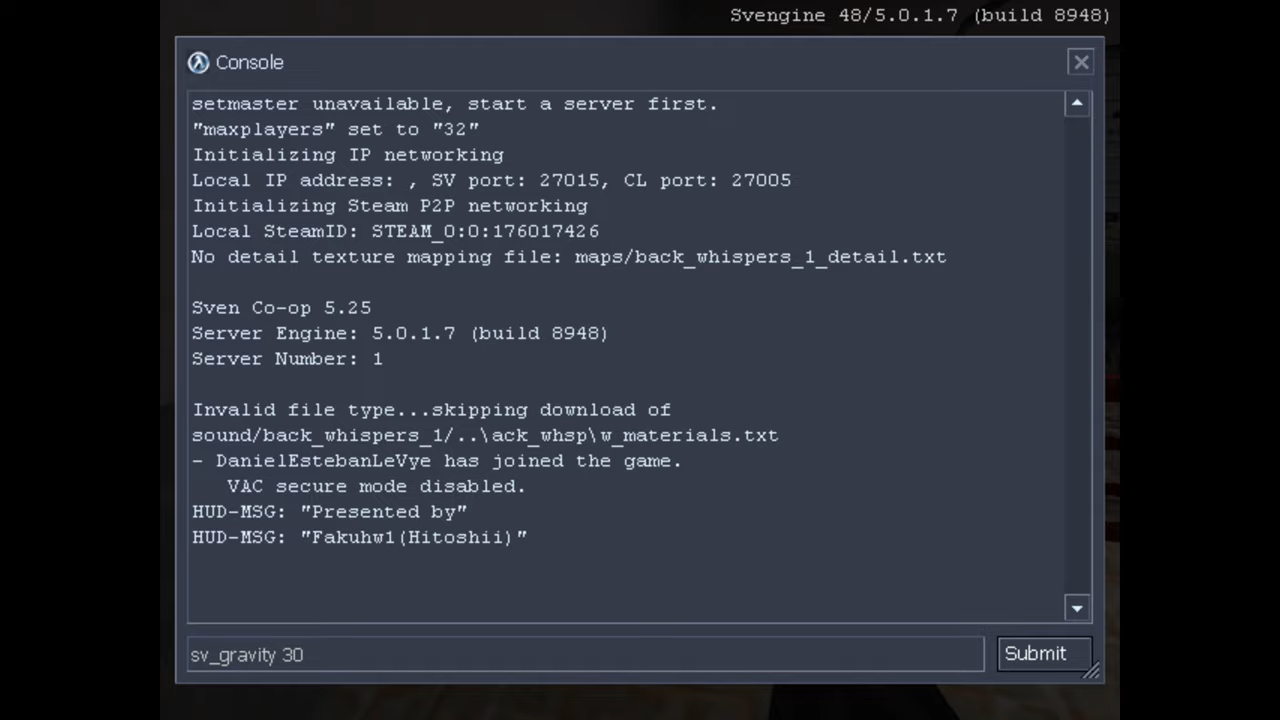 Svengine 48/5.0.1.7 (build 8948)
Console
setmaster unavailable, start a server first.
"maxplayers" set to "32"
Initializing IP networking
Local IP address: , SV port: 27015, CL port: 27005
Initializing Steam P2P networking
Local SteamID: STEAM_0:0:176017426
No detail texture mapping file: maps/back_whispers_1_detail.txt
Sven Co-op 5.25
Server Engine: 5.0.1.7 (build 8948)
Server Number: 1
Invalid file type...skipping download of
sound/back_whispers_1/..\ack_whsp\w_materials.txt
- DanielEstebanLeVye has joined the game.
VAC secure mode disabled.
HUD-MSG: "Presented by"
HUD-MSG: "Fakuhw1(Hitoshii)"
sv_gravity 30
Submit